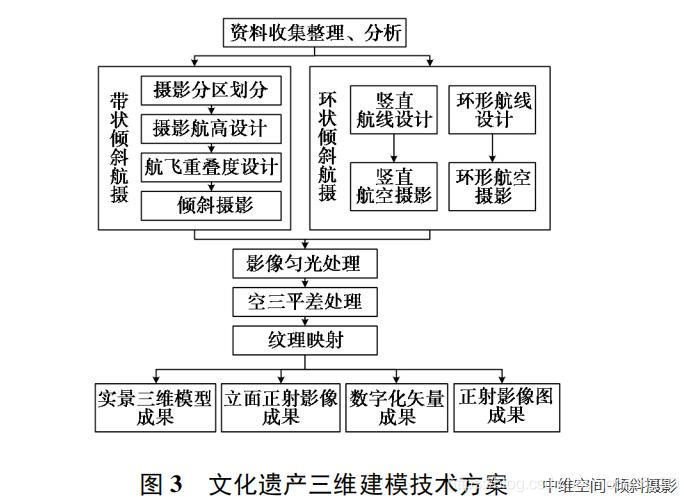 资料收集整理、分析
带状倾斜航摄
摄影分区划分
摄影航高设计
航飞重叠度设计
倾斜摄影
环状倾斜航摄
竖直
航线设计
竖直
航空摄影
环形航线
设计
环形航空
摄影
影像匀光处理
空三平差处理
纹理映射
实景三维模型
成果
立面正射影像
成果
数字化矢量
成果
正射影像图
成果
图 3 文化遗产三维建模技术方案
中维空间-倾斜摄影